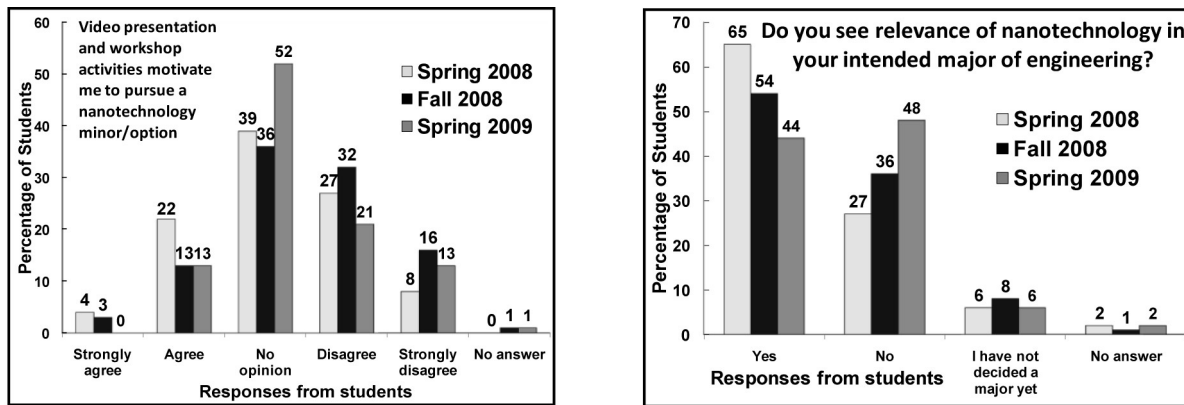 Video presentation
and workshop
activities motivate
me to pursue a
nanotechnology
minor/option
Percentage of Students
60
50
40
30
20
10
0
Spring 2008
Fall 2008
Spring 2009
4 3 0
22 13 13
39 36 52
27 32 21
8 16 13
0 1 1
Strongly agree
Agree
No opinion
Disagree
Strongly disagree
No answer
Responses from students
Do you see relevance of nanotechnology in
your intended major of engineering?
Percentage of Students
70
60
50
40
30
20
10
0
Spring 2008
Fall 2008
Spring 2009
65 54 44
27 36 48
6 8 6
2 1 2
Yes
No
I have not decided a major yet
No answer
Responses from students